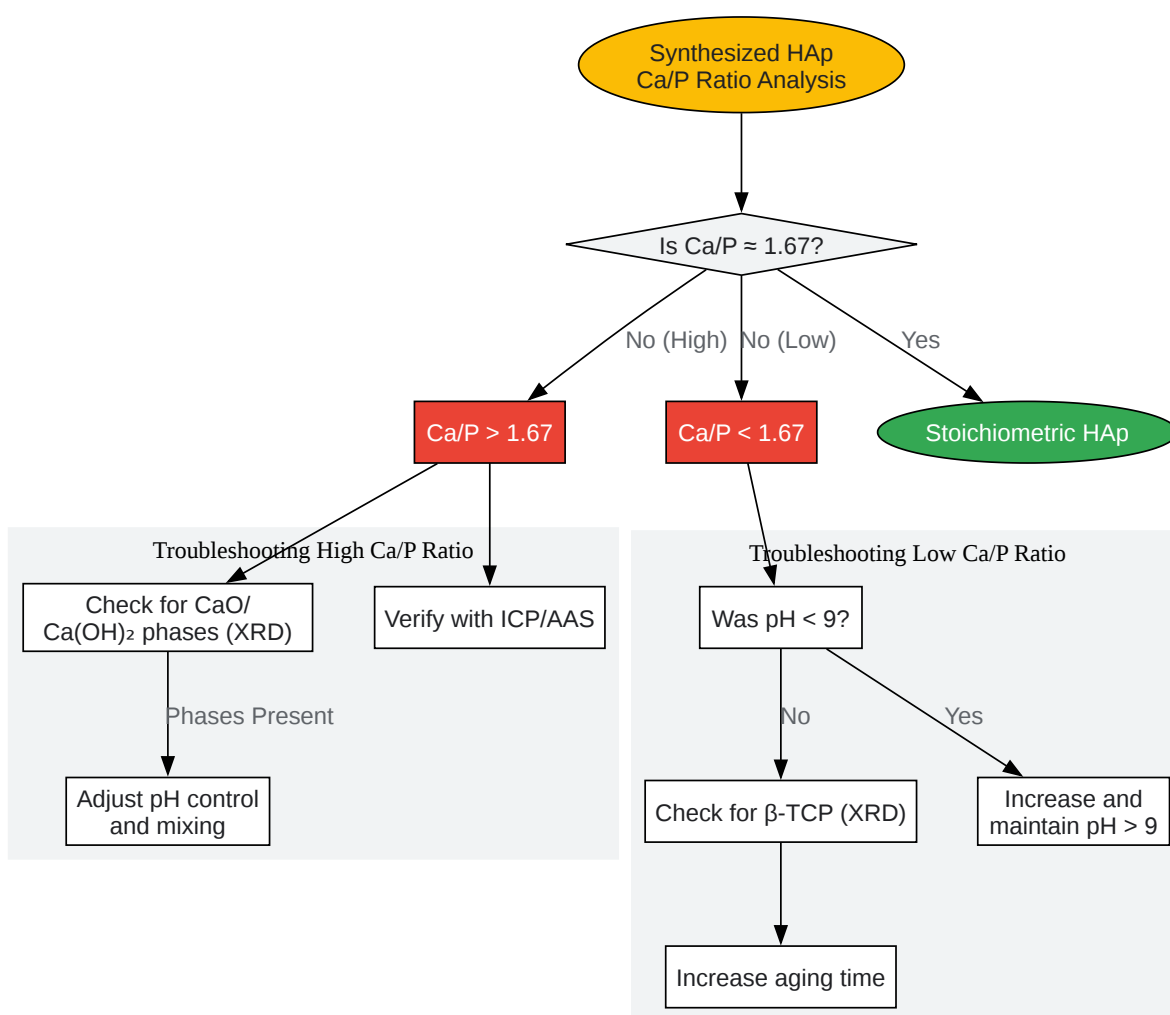 Synthesized HAp
Ca/P Ratio Analysis
Is Ca/P ≈ 1.67?
No (High)
No (Low)
Yes
Ca/P > 1.67
Ca/P < 1.67
Stoichiometric HAp
Troubleshooting High Ca/P Ratio
Troubleshooting Low Ca/P Ratio
Check for CaO/
Ca(OH)₂ phases (XRD)
Verify with ICP/AAS
Was pH < 9?
Phases Present
No
Yes
Adjust pH control
and mixing
Check for β-TCP (XRD)
Increase and
maintain pH > 9
Increase aging time